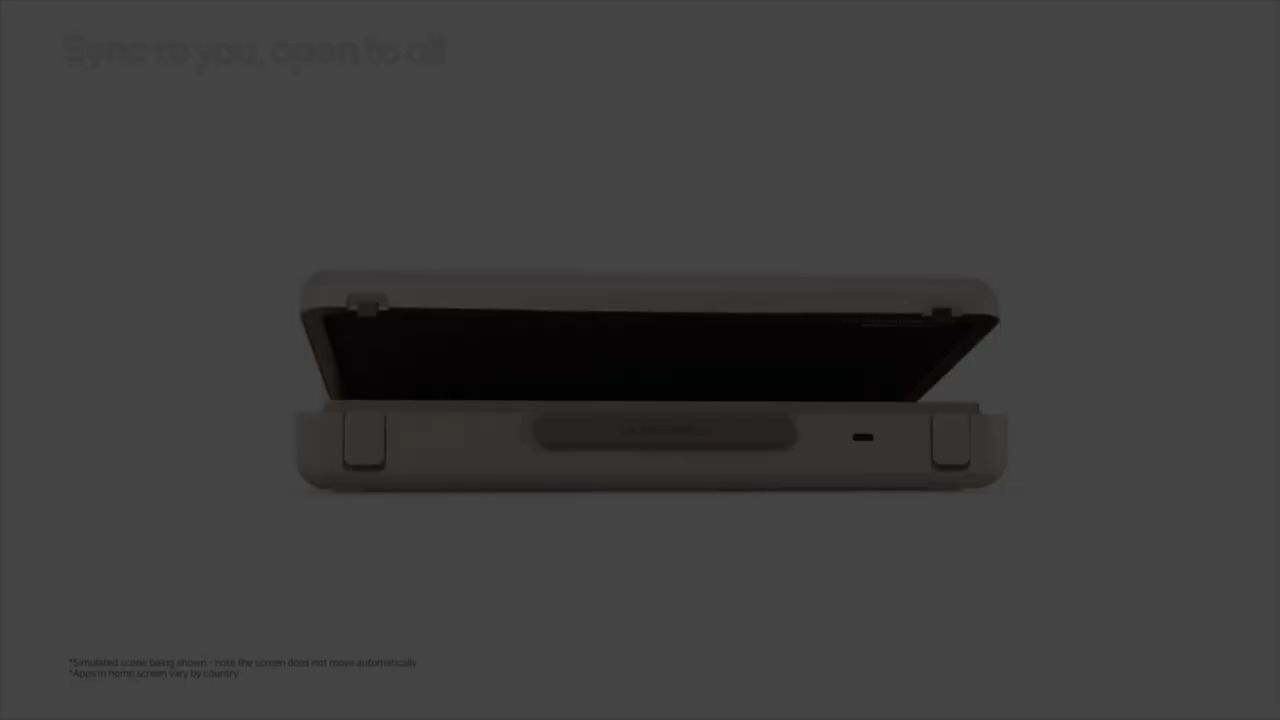 Sync to you, open to all
*Simulated scene being shown - note the screen does not move automatically
*Apps in home screen vary by country